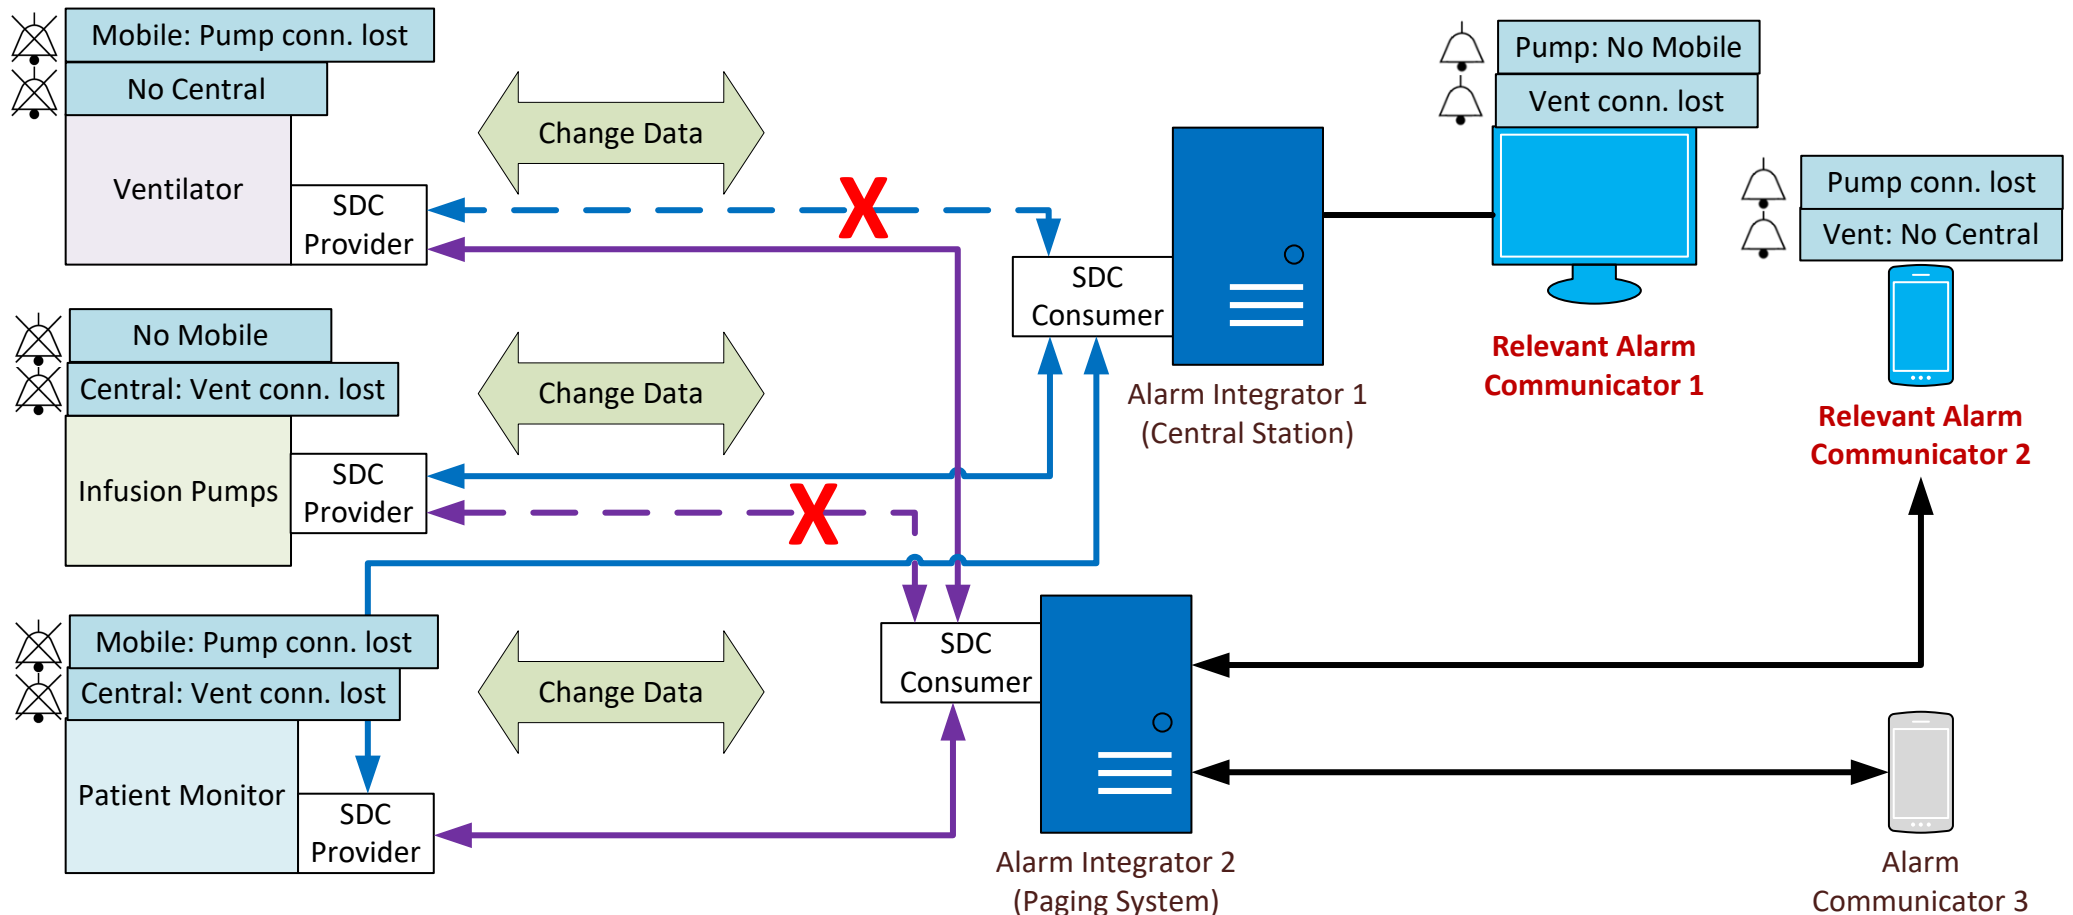 Mobile: Pump conn. lost
No Central
Ventilator
SDC
Provider
Change Data
X
Pump: No Mobile
Vent conn. lost
Pump conn. lost
Vent: No Central
SDC
Consumer
Alarm Integrator 1
(Central Station)
Relevant Alarm
Communicator 1
Relevant Alarm
Communicator 2
No Mobile
Central: Vent conn. lost
Infusion Pumps
SDC
Provider
Change Data
X
Mobile: Pump conn. lost
Central: Vent conn. lost
Patient Monitor
SDC
Provider
Change Data
SDC
Consumer
Alarm Integrator 2
(Paging System)
Alarm
Communicator 3